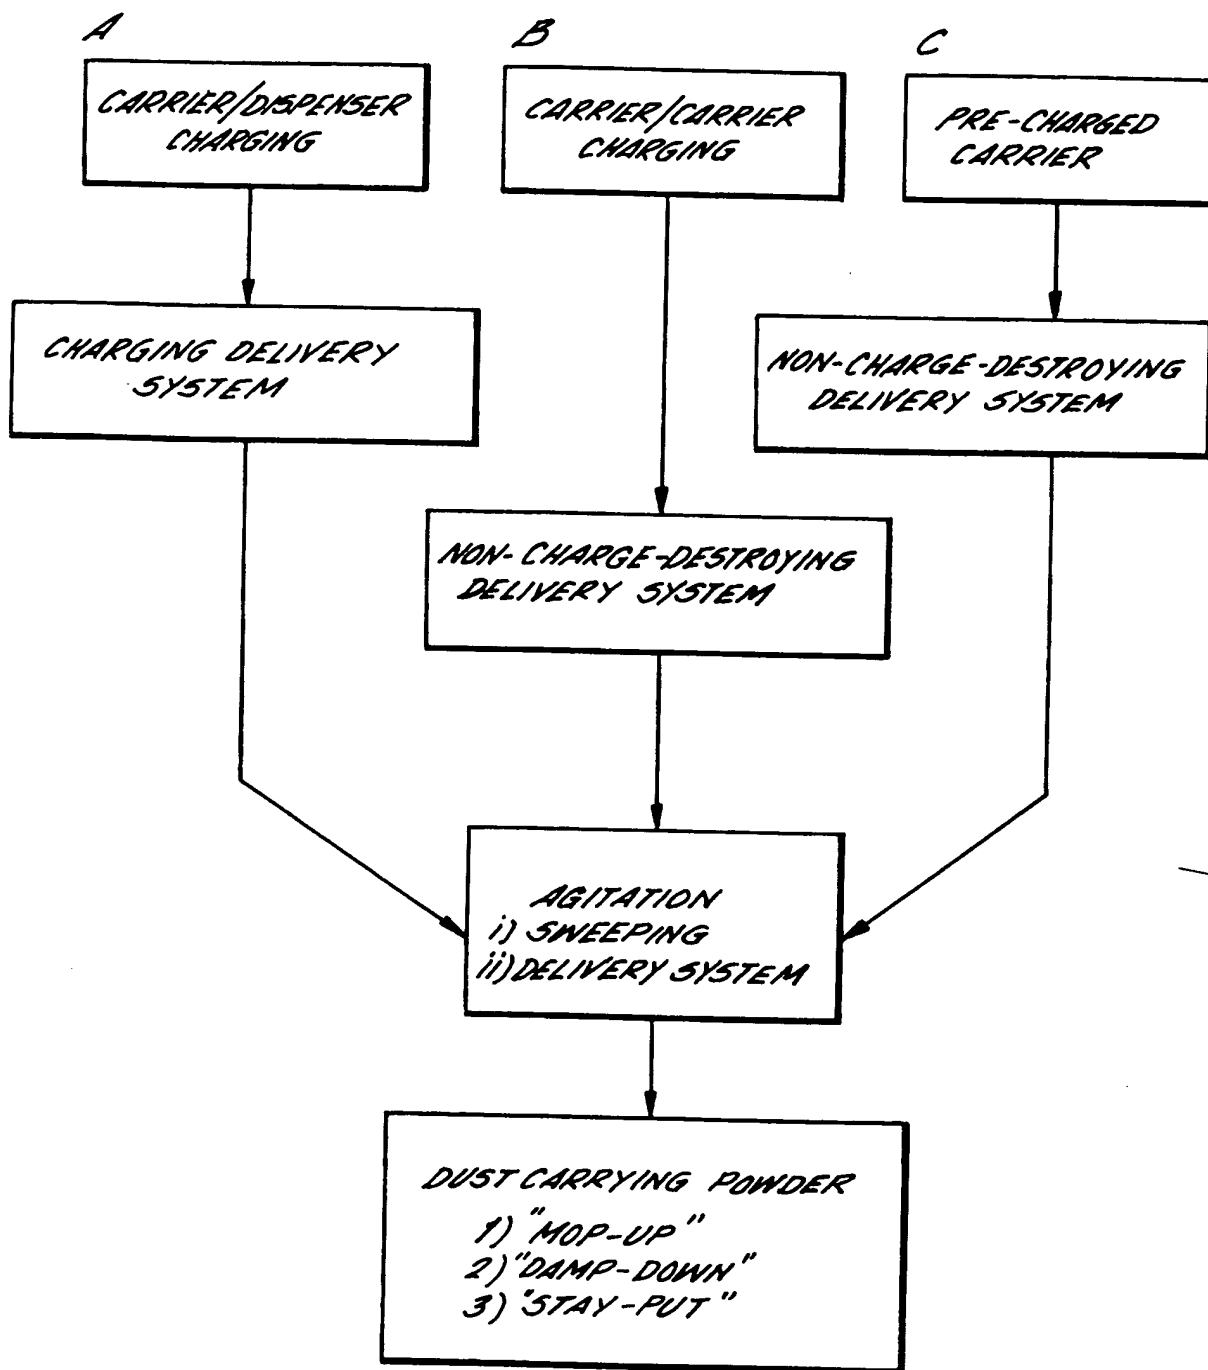 A
CARRIER/DISPENSER
CHARGING
B
CARRIER/CARRIER
CHARGING
C
PRE-CHARGED
CARRIER
CHARGING DELIVERY
SYSTEM
NON-CHARGE-DESTROYING
DELIVERY SYSTEM
NON-CHARGE-DESTROYING
DELIVERY SYSTEM
AGITATION
i) SWEEPING
ii) DELIVERY SYSTEM
DUST CARRYING POWDER
1) "MOP-UP"
2) "DAMP-DOWN"
3) "STAY-PUT"